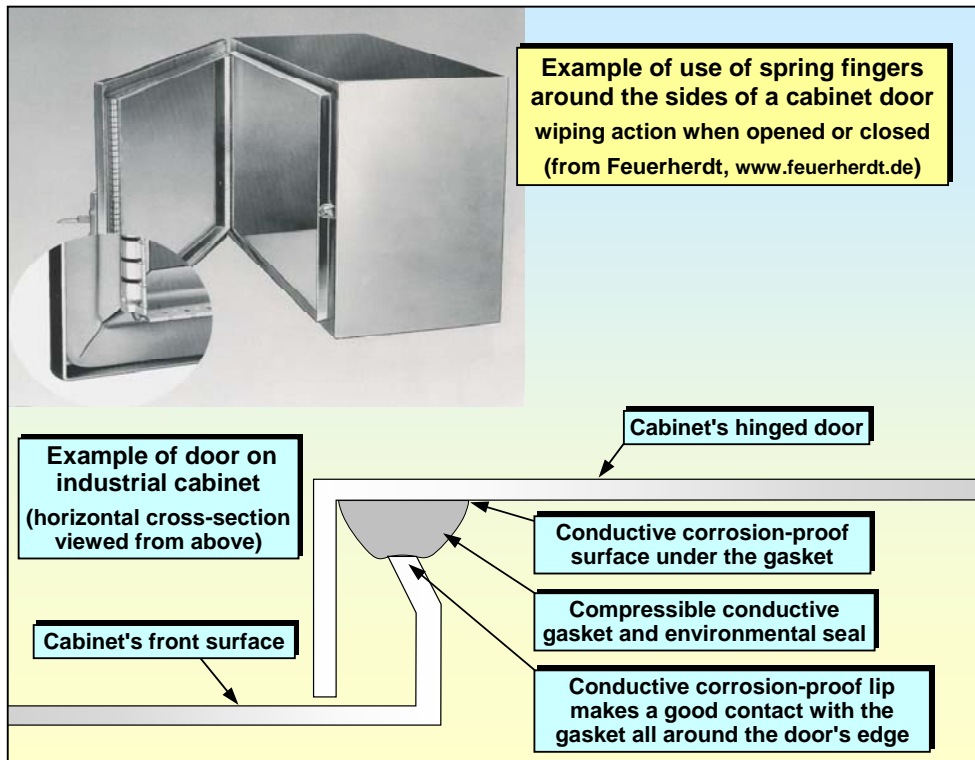 Example of use of spring fingers
around the sides of a cabinet door
wiping action when opened or closed
(from Feuerherdt, www.feuerherdt.de)
Cabinet's hinged door
Example of door on
industrial cabinet
(horizontal cross-section
viewed from above)
Conductive corrosion-proof
surface under the gasket
Compressible conductive
gasket and environmental seal
Cabinet's front surface
Conductive corrosion-proof lip
makes a good contact with the
gasket all around the door's edge